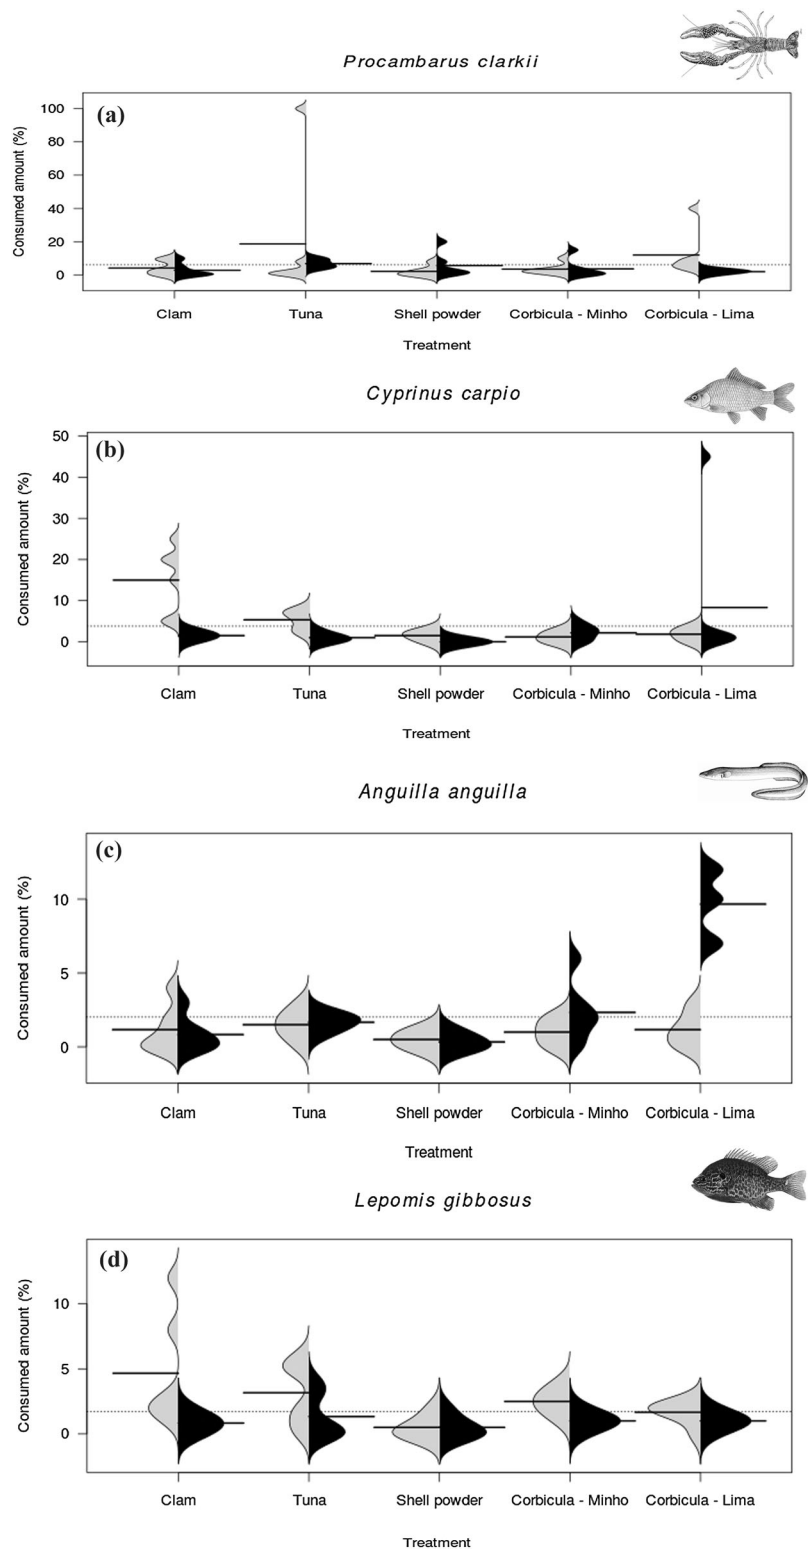 Procambarus clarkii
(a)
Consumed amount (%)
100
80
60
40
20
0
Clam Tuna Shell powder Corbicula - Minho Corbicula - Lima
Treatment
Cyprinus carpio
(b)
Consumed amount (%)
50
40
30
20
10
0
Clam Tuna Shell powder Corbicula - Minho Corbicula - Lima
Treatment
Anguilla anguilla
(c)
Consumed amount (%)
10
5
0
Clam Tuna Shell powder Corbicula - Minho Corbicula - Lima
Treatment
Lepomis gibbosus
(d)
Consumed amount (%)
10
5
0
Clam Tuna Shell powder Corbicula - Minho Corbicula - Lima
Treatment